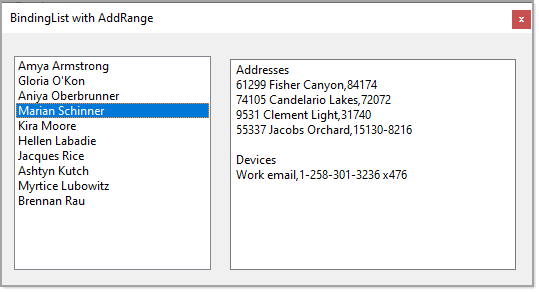 BindingList with AddRange
x
Amya Armstrong
Gloria O'Kon
Aniya Oberbrunner
Marian Schinner
Kira Moore
Hellen Labadie
Jacques Rice
Ashtyn Kutch
Myrtice Lubowitz
Brennan Rau
Addresses
61299 Fisher Canyon,84174
74105 Candelario Lakes,72072
9531 Clement Light,31740
55337 Jacobs Orchard,15130-8216
Devices
Work email,1-258-301-3236 x476